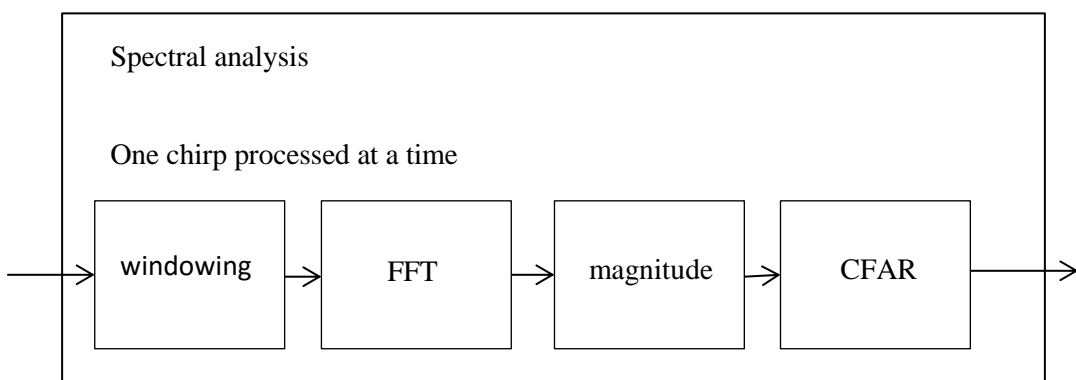 Spectral analysis
One chirp processed at a time
windowing
FFT
magnitude
CFAR